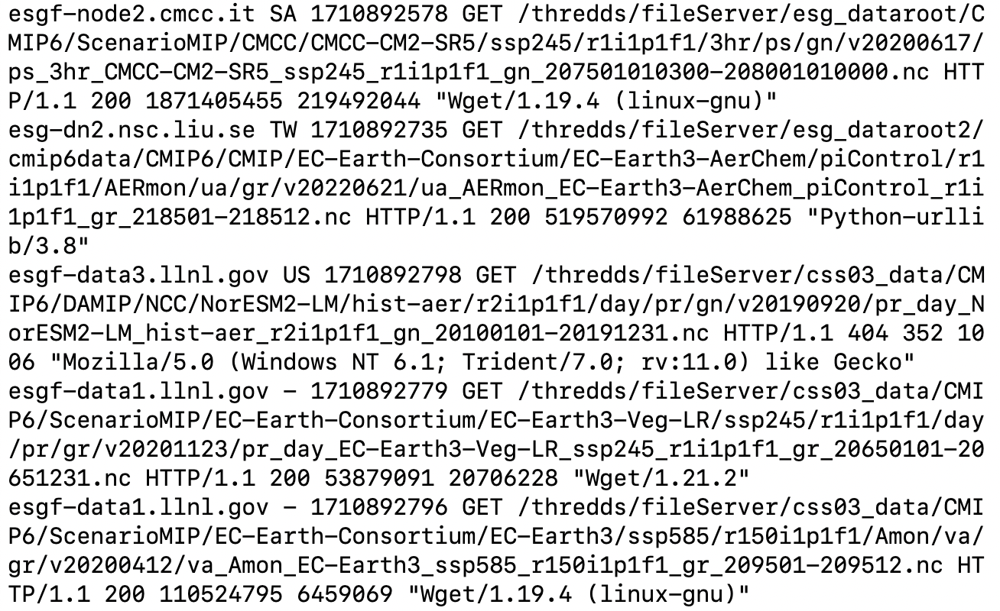 esgf-node2.cmcc.it SA 1710892578 GET /thredds/fileServer/esg_dataroot/C
MIP6/ScenarioMIP/CMCC/CMCC-CM2-SR5/ssp245/r1i1p1f1/3hr/ps/gn/v20200617/
ps_3hr_CMCC-CM2-SR5_ssp245_r1i1p1f1_gn_207501010300-208001010000.nc HTT
P/1.1 200 1871405455 219492044 "Wget/1.19.4 (linux-gnu)"
esg-dn2.nsc.liu.se TW 1710892735 GET /thredds/fileServer/esg_dataroot2/
cmip6data/CMIP6/CMIP/EC-Earth-Consortium/EC-Earth3-AerChem/piControl/r1
i1p1f1/AERmon/ua/gr/v20220621/ua_AERmon_EC-Earth3-AerChem_piControl_r1i
1p1f1_gr_218501-218512.nc HTTP/1.1 200 519570992 61988625 "Python-urlli
b/3.8"
esgf-data3.llnl.gov US 1710892798 GET /thredds/fileServer/css03_data/CM
IP6/DAMIP/NCC/NorESM2-LM/hist-aer/r2i1p1f1/day/pr/gn/v20190920/pr_day_N
orESM2-LM_hist-aer_r2i1p1f1_gn_20100101-20191231.nc HTTP/1.1 404 352 10
06 "Mozilla/5.0 (Windows NT 6.1; Trident/7.0; rv:11.0) like Gecko"
esgf-data1.llnl.gov - 1710892779 GET /thredds/fileServer/css03_data/CMI
P6/ScenarioMIP/EC-Earth-Consortium/EC-Earth3-Veg-LR/ssp245/r1i1p1f1/day
/pr/gr/v20201123/pr_day_EC-Earth3-Veg-LR_ssp245_r1i1p1f1_gr_20650101-20
651231.nc HTTP/1.1 200 53879091 20706228 "Wget/1.21.2"
esgf-data1.llnl.gov - 1710892796 GET /thredds/fileServer/css03_data/CMI
P6/ScenarioMIP/EC-Earth-Consortium/EC-Earth3/ssp585/r150i1p1f1/Amon/va/
gr/v20200412/va_Amon_EC-Earth3_ssp585_r150i1p1f1_gr_209501-209512.nc HT
TP/1.1 200 110524795 6459069 "Wget/1.19.4 (linux-gnu)"